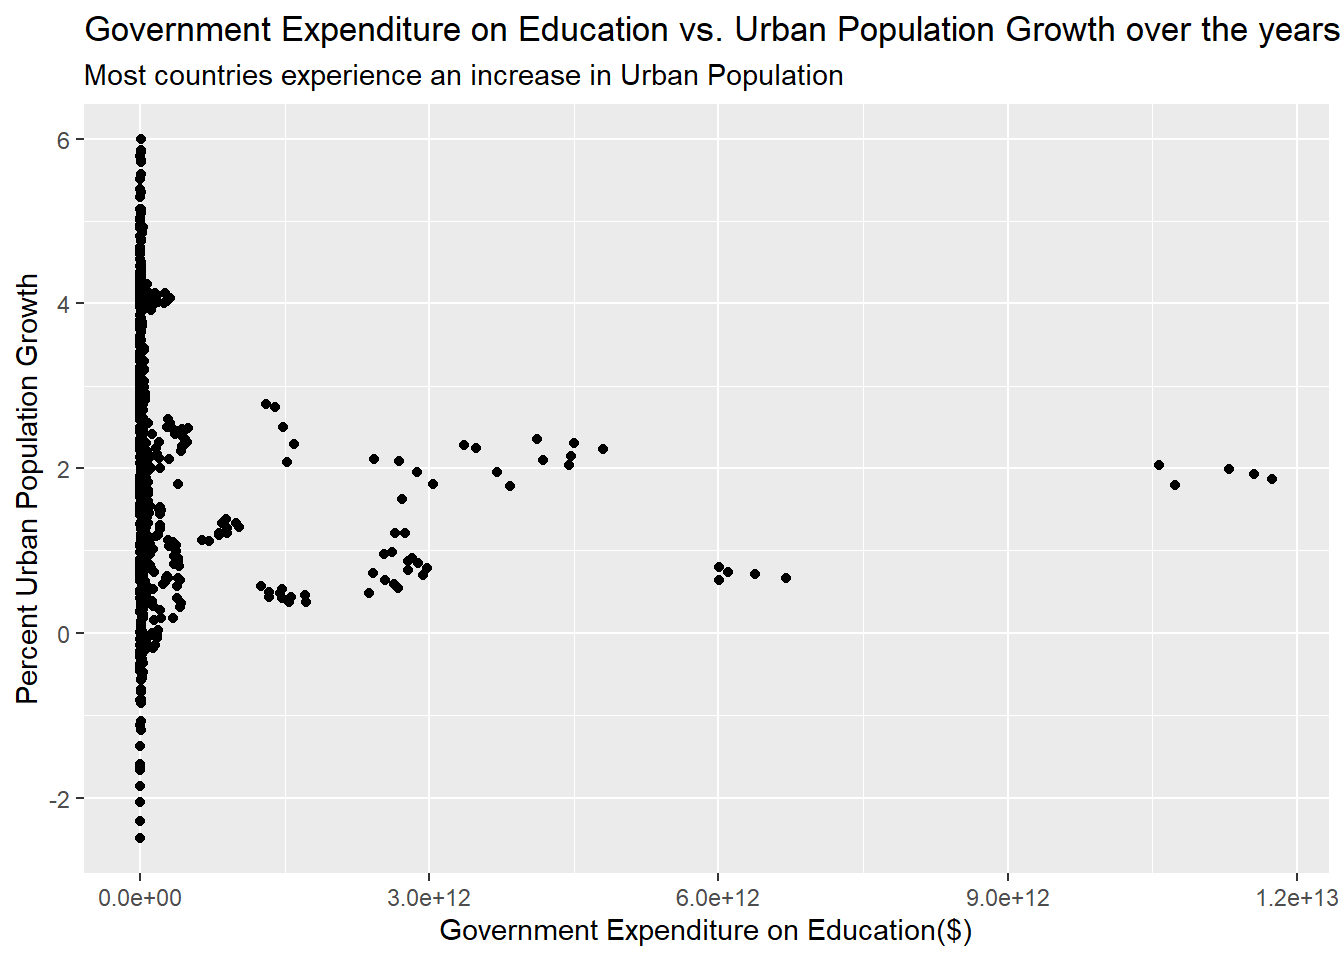 Government Expenditure on Education vs. Urban Population Growth over the years
Most countries experience an increase in Urban Population
Percent Urban Population Growth
6
4
2
0
-2
0.0e+00 3.0e+12 6.0e+12 9.0e+12 1.2e+13
Government Expenditure on Education($)